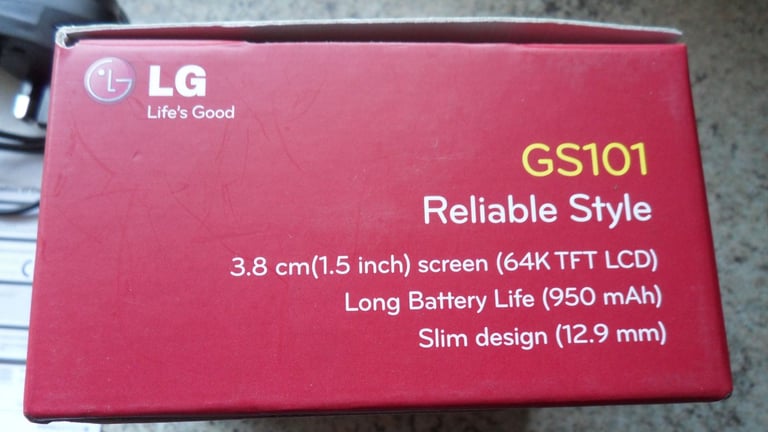 LG
Life's Good
GS101
Reliable Style
3.8 cm(1.5 inch) screen (64K TFT LCD)
Long Battery Life (950 mAh)
Slim design (12.9 mm)